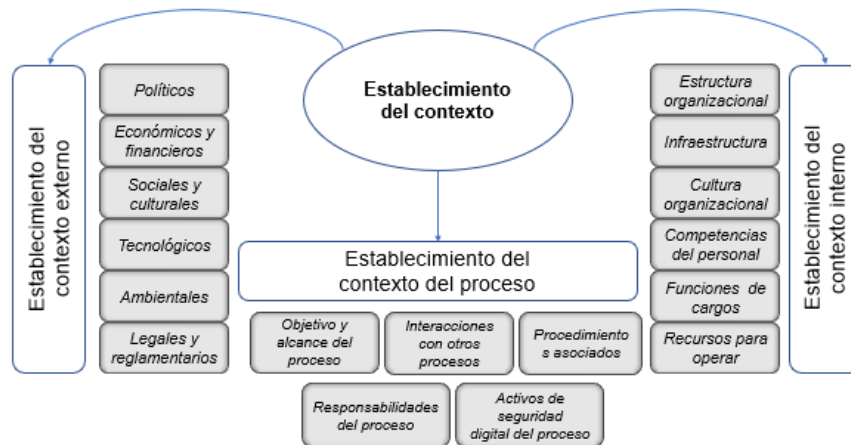 Establecimiento
del contexto
Establecimiento del
contexto externo
Políticos
Económicos y
financieros
Sociales y
culturales
Tecnológicos
Ambientales
Legales y
reglamentarios
Establecimiento del
contexto del proceso
Objetivo y
alcance del
proceso
Interacciones
con otros
procesos
Procedimiento
s asociados
Responsabilidades
del proceso
Activos de
seguridad
digital del proceso
Estructura
organizacional
Infraestructura
Cultura
organizacional
Competencias
del personal
Funciones de
cargos
Recursos para
operar
Establecimiento del
contexto interno